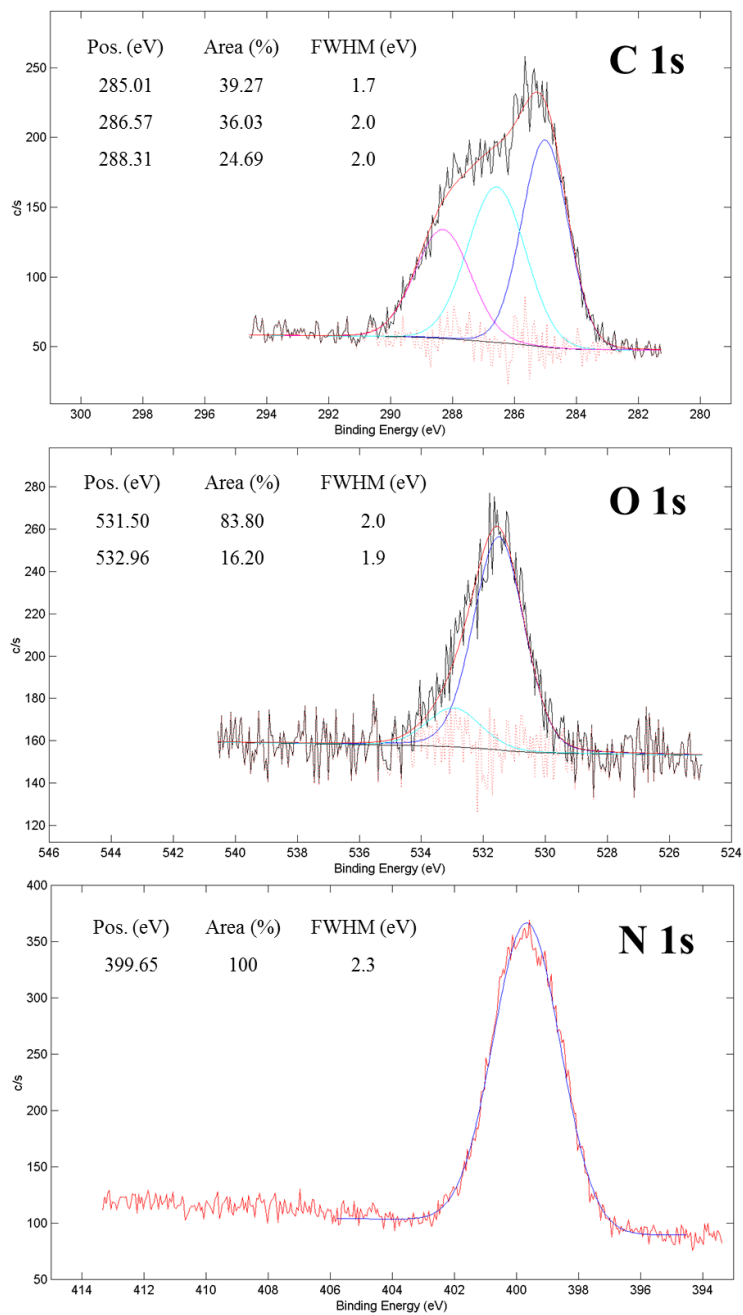 Pos. (eV) Area (%) FWHM (eV)
C 1s
285.01 39.27 1.7
286.57 36.03 2.0
288.31 24.69 2.0
250
200
150
100
50
c/s
300 298 296 294 292 290 288 286 284 282 280
Binding Energy (eV)
Pos. (eV) Area (%) FWHM (eV)
O 1s
531.50 83.80 2.0
532.96 16.20 1.9
280
260
240
220
200
180
160
140
120
c/s
546 544 542 540 538 536 534 532 530 528 526 524
Binding Energy (eV)
Pos. (eV) Area (%) FWHM (eV)
N 1s
399.65 100 2.3
400
350
300
250
200
150
100
50
c/s
414 412 410 408 406 404 402 400 398 396 394
Binding Energy (eV)